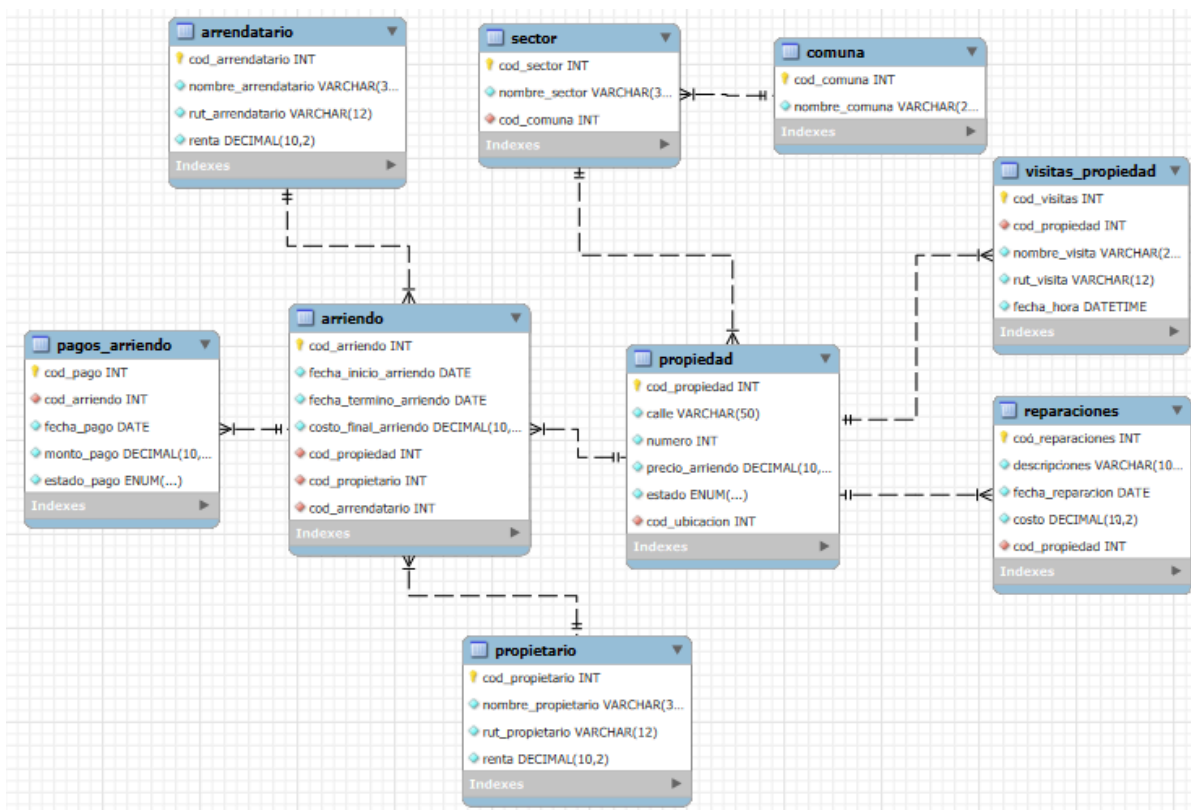 arrendatario
cod_arrendatario INT
nombre_arrendatario VARCHAR(3...
rut_arrendatario VARCHAR(12)
renta DECIMAL(10,2)
Indexes
sector
cod_sector INT
nombre_sector VARCHAR(3...
cod_comuna INT
Indexes
comuna
cod_comuna INT
nombre_comuna VARCHAR(2...
Indexes
visitas_propiedad
cod_visitas INT
cod_propiedad INT
nombre_visita VARCHAR(2...
rut_visita VARCHAR(12)
fecha_hora DATETIME
Indexes
pagos_arriendo
cod_pago INT
cod_arriendo INT
fecha_pago DATE
monto_pago DECIMAL(10,...
estado_pago ENUM(...)
Indexes
arriendo
cod_arriendo INT
fecha_inicio_arriendo DATE
fecha_termino_arriendo DATE
costo_final_arriendo DECIMAL(10,...
cod_propiedad INT
cod_propietario INT
cod_arrendatario INT
Indexes
propiedad
cod_propiedad INT
calle VARCHAR(50)
numero INT
precio_arriendo DECIMAL(10,...
estado ENUM(...)
cod_ubicacion INT
Indexes
reparaciones
cod_reparaciones INT
descripciones VARCHAR(10...
fecha_reparacion DATE
costo DECIMAL(10,2)
cod_propiedad INT
Indexes
propietario
cod_propietario INT
nombre_propietario VARCHAR(3...
rut_propietario VARCHAR(12)
renta DECIMAL(10,2)
Indexes